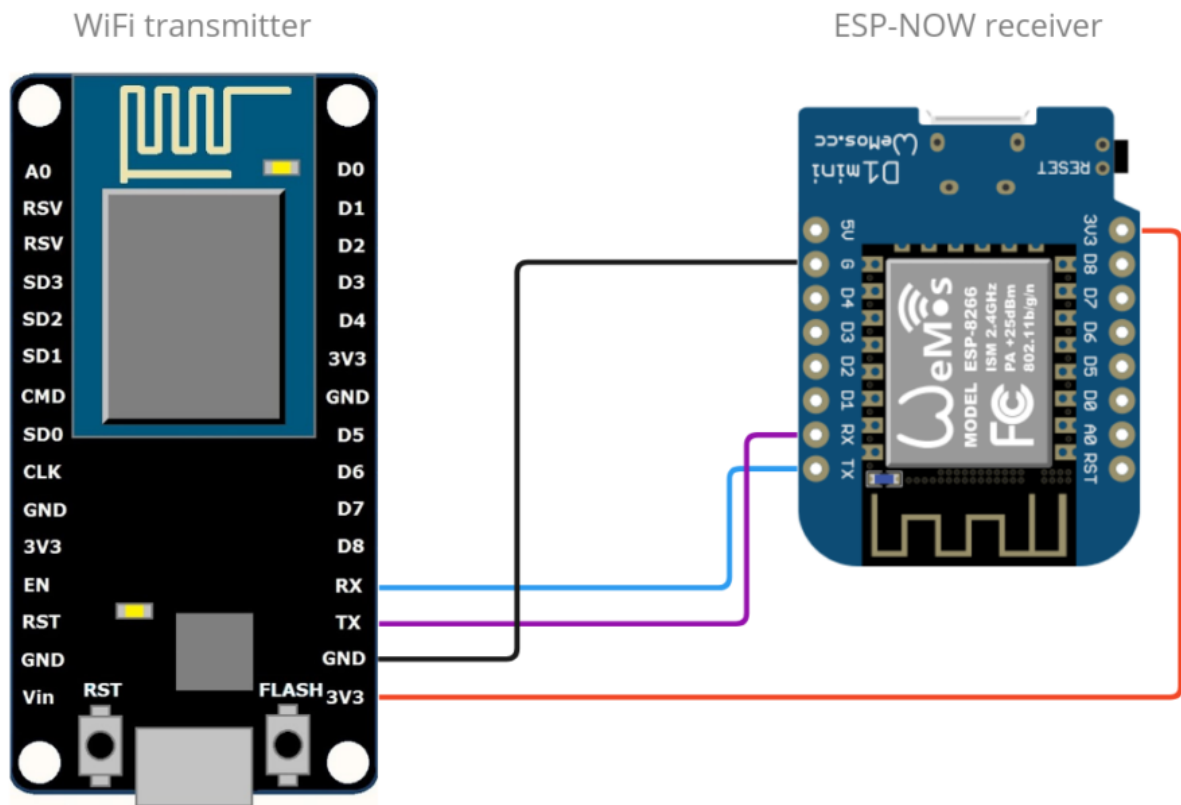 WiFi transmitter
ESP-NOW receiver
A0
RSV
RSV
SD3
SD2
SD1
CMD
SD0
CLK
GND
3V3
EN
RST
GND
Vin
D0
D1
D2
D3
D4
3V3
GND
D5
D6
D7
D8
RX
TX
GND
3V3
RST
FLASH
WeMos.cc
D1mini
RESET
5V
G
D4
D3
D2
D1
RX
TX
3V3
D8
D7
D6
D5
D0
A0
RST
WeMos
MODEL ESP-8266
ISM 2.4GHz
PA +25dBm
802.11b/g/n
FC